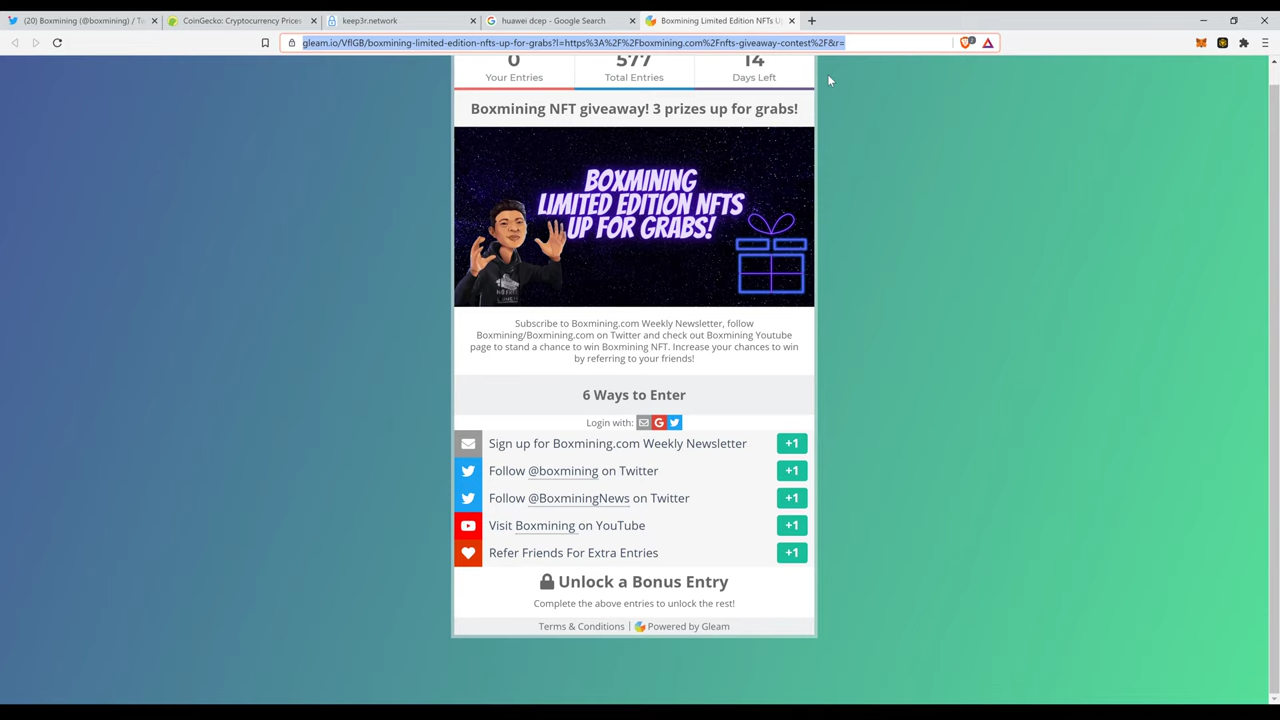 (20) Boxmining (@boxmining) / Tw
CoinGecko: Cryptocurrency Prices
keep3r.network
huawei dcep - Google Search
Boxmining Limited Edition NFTs U
gleam.io/VflGB/boxmining-limited-edition-nfts-up-for-grabs?l=https%3A%2F%2Fboxmining.com%2Fnfts-giveaway-contest%2F&r=
0
577
14
Your Entries
Total Entries
Days Left
Boxmining NFT giveaway! 3 prizes up for grabs!
BOXMINING
LIMITED EDITION NFTS
UP FOR GRABS!
Subscribe to Boxmining.com Weekly Newsletter, follow
Boxmining/Boxmining.com on Twitter and check out Boxmining Youtube
page to stand a chance to win Boxmining NFT. Increase your chances to win
by referring to your friends!
6 Ways to Enter
Login with:
Sign up for Boxmining.com Weekly Newsletter +1
Follow @boxmining on Twitter +1
Follow @BoxminingNews on Twitter +1
Visit Boxmining on YouTube +1
Refer Friends For Extra Entries +1
Unlock a Bonus Entry
Complete the above entries to unlock the rest!
Terms & Conditions | Powered by Gleam